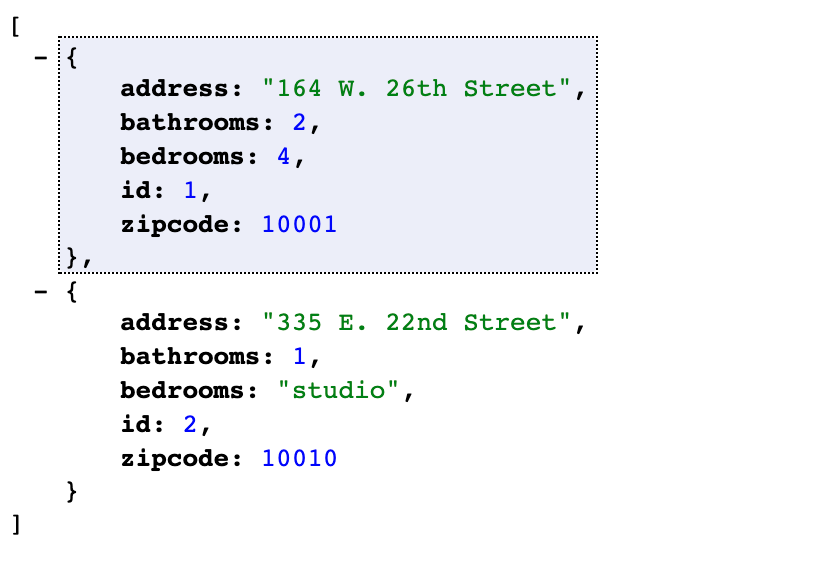 [
- {
address: "164 W. 26th Street",
bathrooms: 2,
bedrooms: 4,
id: 1,
zipcode: 10001
},
- {
address: "335 E. 22nd Street",
bathrooms: 1,
bedrooms: "studio",
id: 2,
zipcode: 10010
}
]